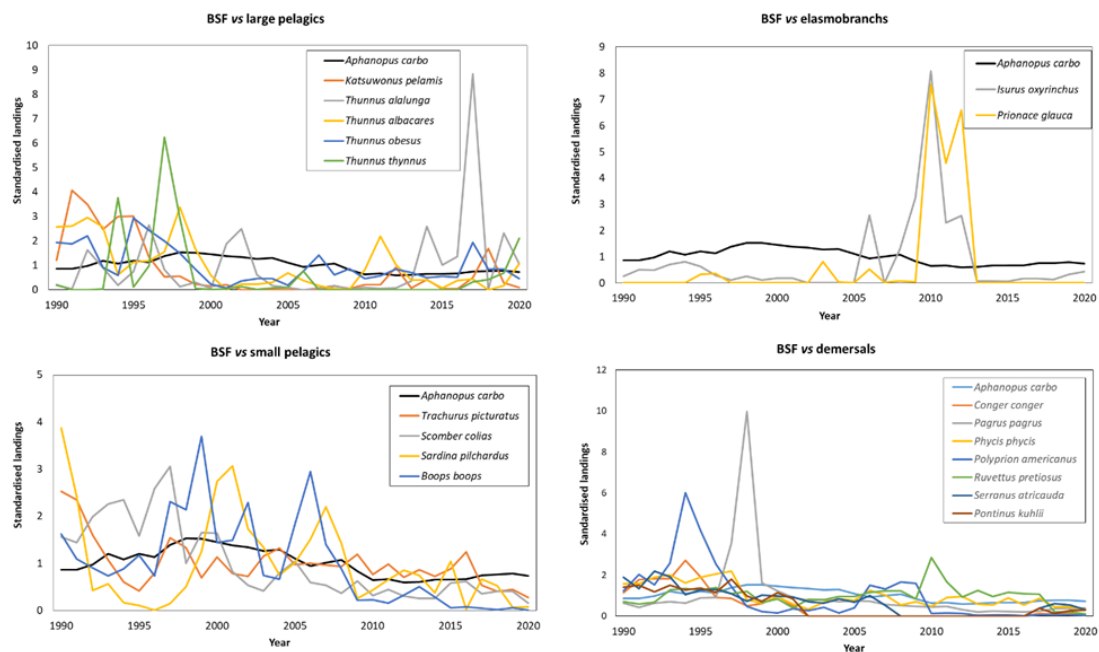 BSF vs large pelagics
10
9
8
7
6
5
4
3
2
1
0
Standardised landings
Aphanopus carbo
Katsuwonus pelamis
Thunnus alalunga
Thunnus albacares
Thunnus obesus
Thunnus thynnus
1990 1995 2000 2005 2010 2015 2020
Year
BSF vs elasmobranchs
9
8
7
6
5
4
3
2
1
0
Standardised landings
Aphanopus carbo
Isurus oxyrinchus
Prionace glauca
1990 1995 2000 2005 2010 2015 2020
Year
BSF vs small pelagics
5
4
3
2
1
0
Standardised landings
Aphanopus carbo
Trachurus picturatus
Scomber colias
Sardina pilchardus
Boops boops
1990 1995 2000 2005 2010 2015 2020
Year
BSF vs demersals
12
10
8
6
4
2
0
Sandardised landings
Aphanopus carbo
Conger conger
Pagrus pagrus
Phycis phycis
Polyprion americanus
Ruvettus pretiosus
Serranus atricauda
Pontinus kuhlii
1990 1995 2000 2005 2010 2015 2020
Year